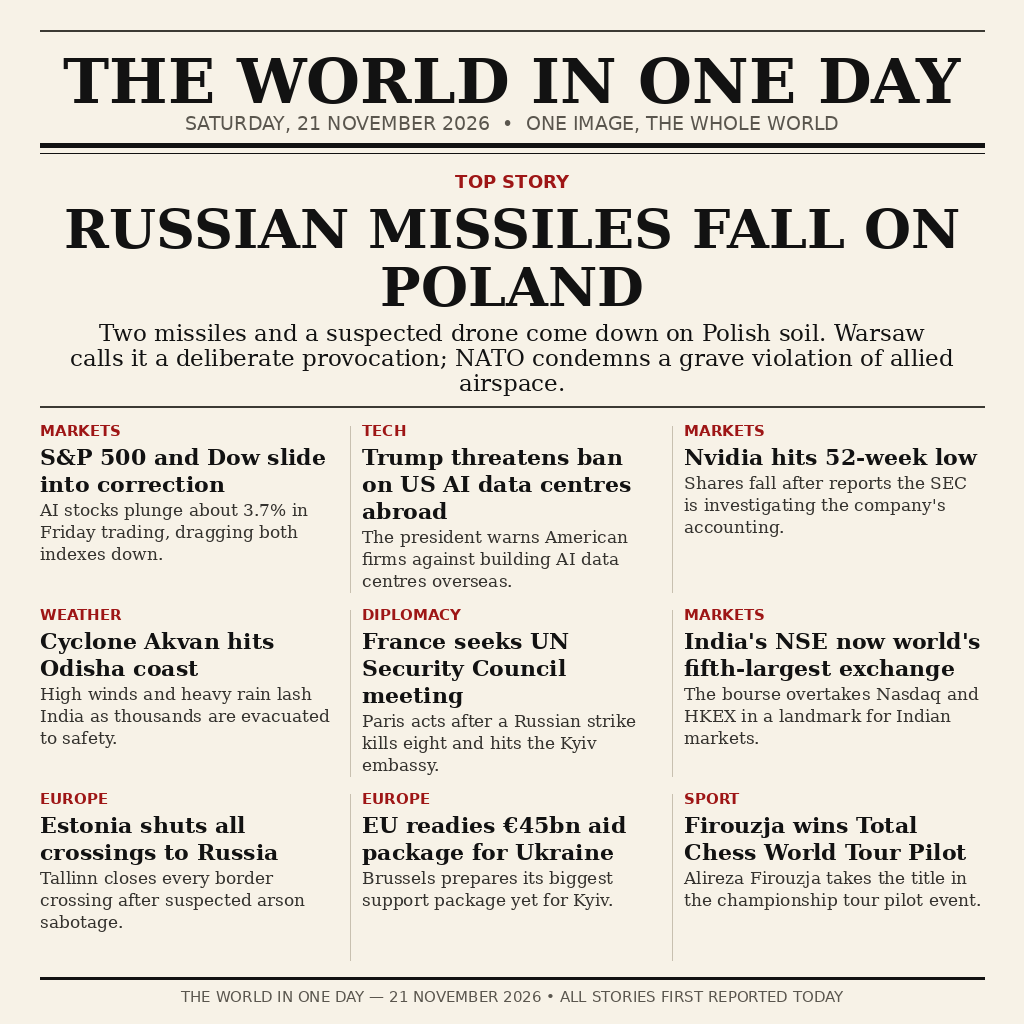 THE WORLD IN ONE DAY
SATURDAY, 21 NOVEMBER 2026 • ONE IMAGE, THE WHOLE WORLD
TOP STORY
RUSSIAN MISSILES FALL ON
POLAND
Two missiles and a suspected drone come down on Polish soil. Warsaw
calls it a deliberate provocation; NATO condemns a grave violation of allied
airspace.
MARKETS
S&P 500 and Dow slide
into correction
AI stocks plunge about 3.7% in
Friday trading, dragging both
indexes down.
TECH
Trump threatens ban
on US AI data centres
abroad
The president warns American
firms against building AI data
centres overseas.
MARKETS
Nvidia hits 52-week low
Shares fall after reports the SEC
is investigating the company's
accounting.
WEATHER
Cyclone Akvan hits
Odisha coast
High winds and heavy rain lash
India as thousands are evacuated
to safety.
DIPLOMACY
France seeks UN
Security Council
meeting
Paris acts after a Russian strike
kills eight and hits the Kyiv
embassy.
MARKETS
India's NSE now world's
fifth-largest exchange
The bourse overtakes Nasdaq and
HKEX in a landmark for Indian
markets.
EUROPE
Estonia shuts all
crossings to Russia
Tallinn closes every border
crossing after suspected arson
sabotage.
EUROPE
EU readies €45bn aid
package for Ukraine
Brussels prepares its biggest
support package yet for Kyiv.
SPORT
Firouzja wins Total
Chess World Tour Pilot
Alireza Firouzja takes the title in
the championship tour pilot event.
THE WORLD IN ONE DAY — 21 NOVEMBER 2026 • ALL STORIES FIRST REPORTED TODAY